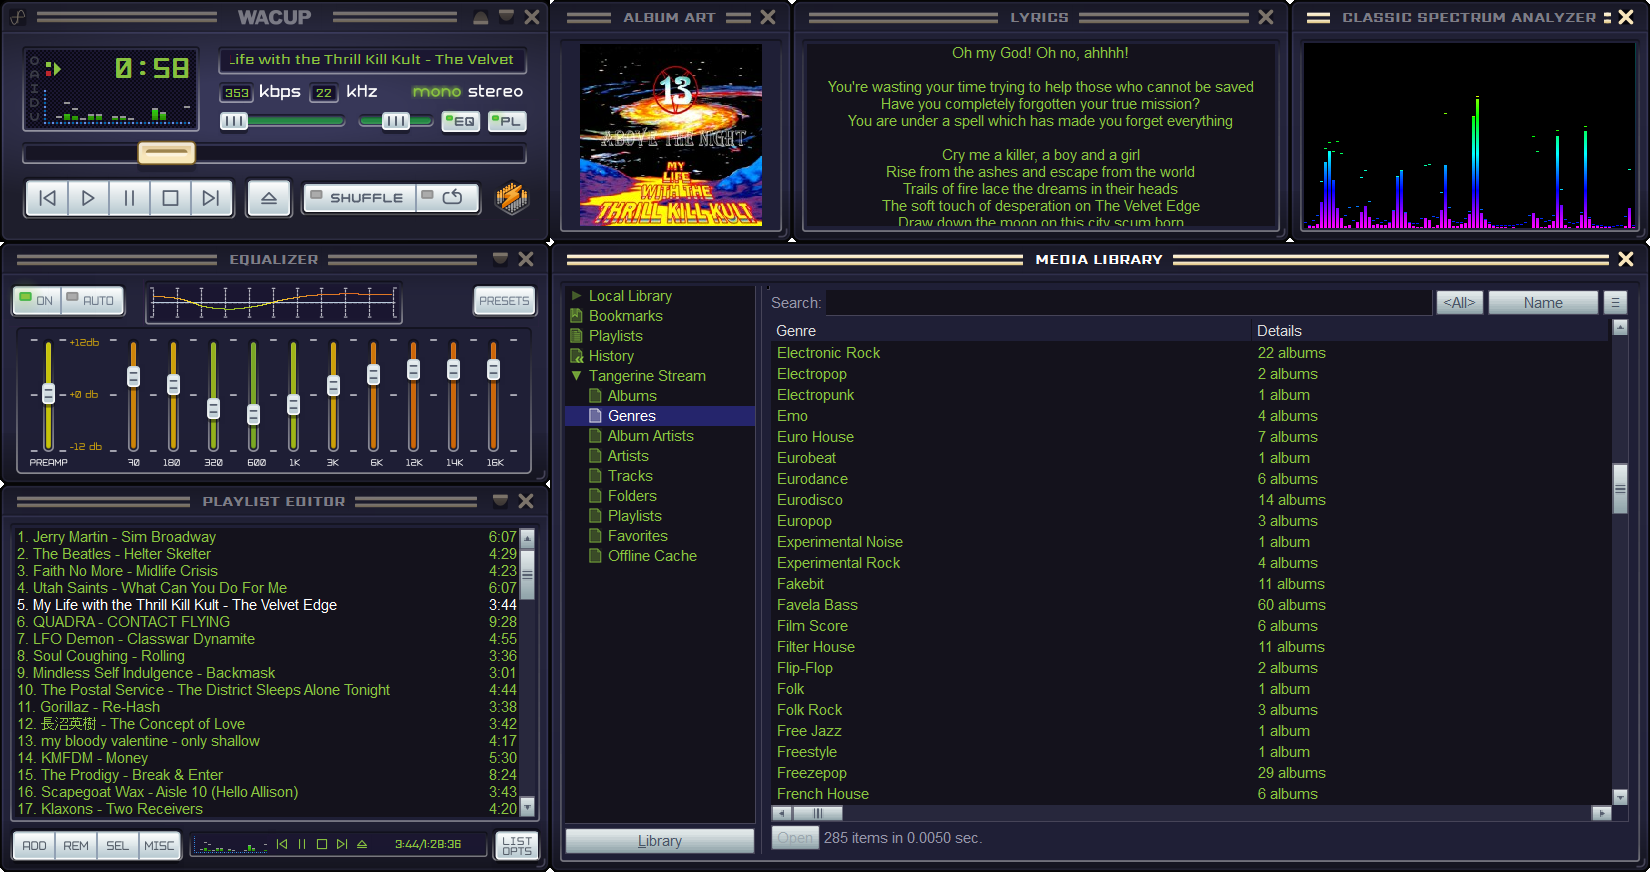 WACUP
O
A
I
D
U
0:58
Life with the Thrill Kill Kult - The Velvet
353 kbps 22 kHz mono stereo
EQ PL
SHUFFLE
ALBUM ART
13
ABOVE THE NIGHT
MY
LIFE
WITH THE
THRILL KILL KULT
LYRICS
Oh my God! Oh no, ahhhh!
You're wasting your time trying to help those who cannot be saved
Have you completely forgotten your true mission?
You are under a spell which has made you forget everything
Cry me a killer, a boy and a girl
Rise from the ashes and escape from the world
Trails of fire lace the dreams in their heads
The soft touch of desperation on The Velvet Edge
Draw down the moon on this city scum born
CLASSIC SPECTRUM ANALYZER
EQUALIZER
ON AUTO
PRESETS
+12db
+0 db
-12 db
PREAMP 70 180 320 600 1K 3K 6K 12K 14K 16K
PLAYLIST EDITOR
1. Jerry Martin - Sim Broadway 6:07
2. The Beatles - Helter Skelter 4:29
3. Faith No More - Midlife Crisis 4:23
4. Utah Saints - What Can You Do For Me 6:07
5. My Life with the Thrill Kill Kult - The Velvet Edge 3:44
6. QUADRA - CONTACT FLYING 9:28
7. LFO Demon - Classwar Dynamite 4:55
8. Soul Coughing - Rolling 3:36
9. Mindless Self Indulgence - Backmask 3:01
10. The Postal Service - The District Sleeps Alone Tonight 4:44
11. Gorillaz - Re-Hash 3:38
12. 長沼英樹 - The Concept of Love 3:42
13. my bloody valentine - only shallow 4:17
14. KMFDM - Money 5:30
15. The Prodigy - Break & Enter 8:24
16. Scapegoat Wax - Aisle 10 (Hello Allison) 3:43
17. Klaxons - Two Receivers 4:20
ADD REM SEL MISC
3:44/1:28:36
LIST
OPTS
MEDIA LIBRARY
Local Library
Bookmarks
Playlists
History
Tangerine Stream
Albums
Genres
Album Artists
Artists
Tracks
Folders
Playlists
Favorites
Offline Cache
Library
Search: <All> Name
Genre Details
Electronic Rock 22 albums
Electropop 2 albums
Electropunk 1 album
Emo 4 albums
Euro House 7 albums
Eurobeat 1 album
Eurodance 6 albums
Eurodisco 14 albums
Europop 3 albums
Experimental Noise 1 album
Experimental Rock 4 albums
Fakebit 11 albums
Favela Bass 60 albums
Film Score 6 albums
Filter House 11 albums
Flip-Flop 2 albums
Folk 1 album
Folk Rock 3 albums
Free Jazz 1 album
Freestyle 1 album
Freezepop 29 albums
French House 6 albums
Open 285 items in 0.0050 sec.